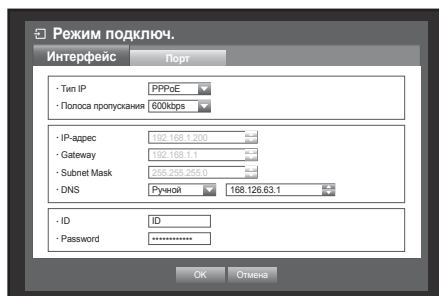 Режим подключ.
Интерфейс Порт
· Тип IP PPPoE
· Полоса пропускания 600kbps
· IP-адрес 192.168.1.200
· Gateway 192.168.1.1
· Subnet Mask 255.255.255.0
· DNS Ручной 168.126.63.1
· ID ID
· Password ************
OK Отмена